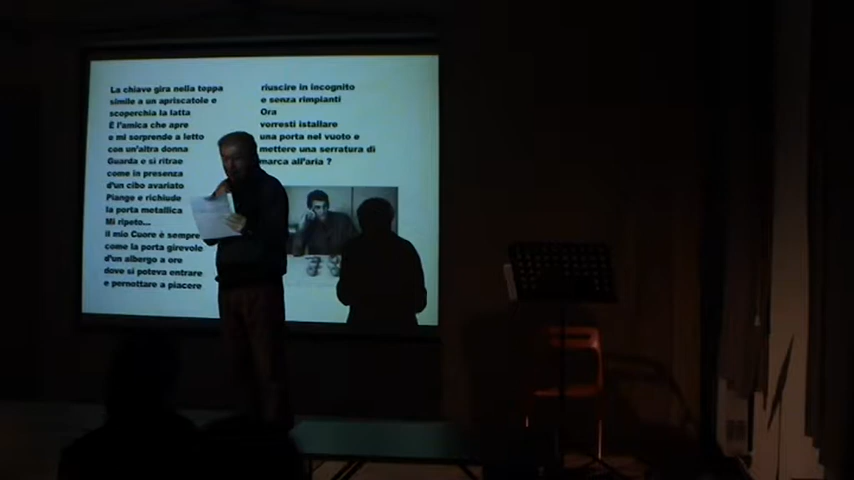 La chiave gira nella toppa
simile a un apriscatole e
scoperchia la latta
È l'amica che apre
e mi sorprende a letto
con un'altra donna
Guarda e si ritrae
come in presenza
d'un cibo avariato
Piange e richiude
la porta metallica
Mi ripeto...
il mio Cuore è sempre
come la porta girevole
d'un albergo a ore
dove si poteva entrare
e pernottare a piacere
riuscire in incognito
e senza rimpianti
Ora
vorresti istallare
una porta nel vuoto e
mettere una serratura di
marca all'aria ?